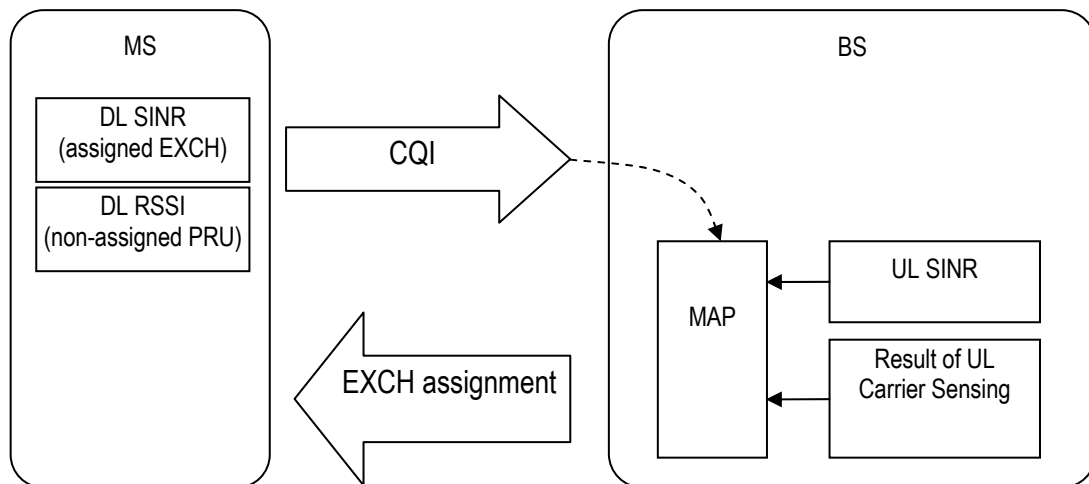 MS
DL SINR
(assigned EXCH)
DL RSSI
(non-assigned PRU)
CQI
EXCH assignment
BS
MAP
UL SINR
Result of UL
Carrier Sensing